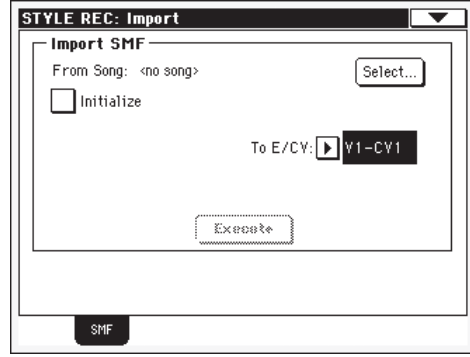 STYLE REC: Import
Import SMF
From Song: <no song>
Select...
Initialize
To E/CV: V1-CV1
Execute
SMF